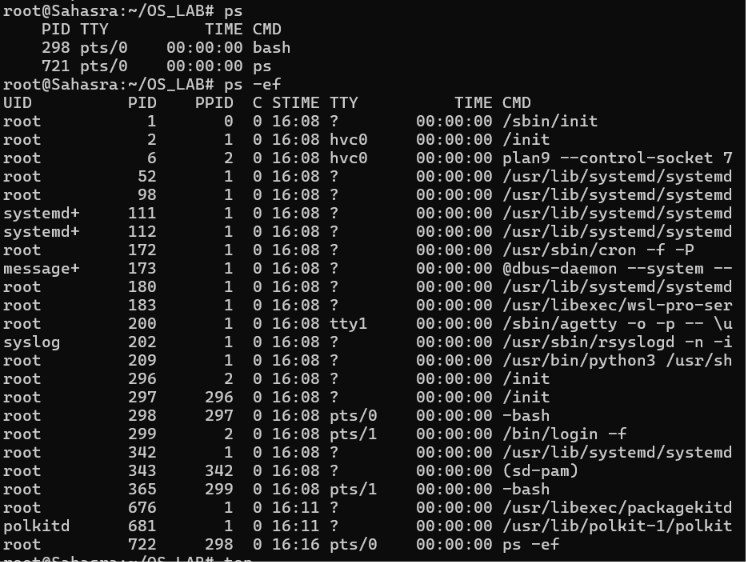 root@Sahasra:~/OS_LAB# ps
PID TTY TIME CMD
298 pts/0 00:00:00 bash
721 pts/0 00:00:00 ps
root@Sahasra:~/OS_LAB# ps -ef
UID PID PPID C STIME TTY TIME CMD
root 1 0 0 16:08 ? 00:00:00 /sbin/init
root 2 1 0 16:08 hvc0 00:00:00 /init
root 6 2 0 16:08 hvc0 00:00:00 plan9 --control-socket 7
root 52 1 0 16:08 ? 00:00:00 /usr/lib/systemd/systemd
root 98 1 0 16:08 ? 00:00:00 /usr/lib/systemd/systemd
systemd+ 111 1 0 16:08 ? 00:00:00 /usr/lib/systemd/systemd
systemd+ 112 1 0 16:08 ? 00:00:00 /usr/lib/systemd/systemd
root 172 1 0 16:08 ? 00:00:00 /usr/sbin/cron -f -P
message+ 173 1 0 16:08 ? 00:00:00 @dbus-daemon --system --
root 180 1 0 16:08 ? 00:00:00 /usr/lib/systemd/systemd
root 183 1 0 16:08 ? 00:00:00 /usr/libexec/wsl-pro-ser
root 200 1 0 16:08 tty1 00:00:00 /sbin/agetty -o -p -- \u
syslog 202 1 0 16:08 ? 00:00:00 /usr/sbin/rsyslogd -n -i
root 209 1 0 16:08 ? 00:00:00 /usr/bin/python3 /usr/sh
root 296 2 0 16:08 ? 00:00:00 /init
root 297 296 0 16:08 ? 00:00:00 /init
root 298 297 0 16:08 pts/0 00:00:00 -bash
root 299 2 0 16:08 pts/1 00:00:00 /bin/login -f
root 342 1 0 16:08 ? 00:00:00 /usr/lib/systemd/systemd
root 343 342 0 16:08 ? 00:00:00 (sd-pam)
root 365 299 0 16:08 pts/1 00:00:00 -bash
root 676 1 0 16:11 ? 00:00:00 /usr/libexec/packagekitd
polkitd 681 1 0 16:11 ? 00:00:00 /usr/lib/polkit-1/polkit
root 722 298 0 16:16 pts/0 00:00:00 ps -ef
root@Sahasra:~/OS_LAB# top